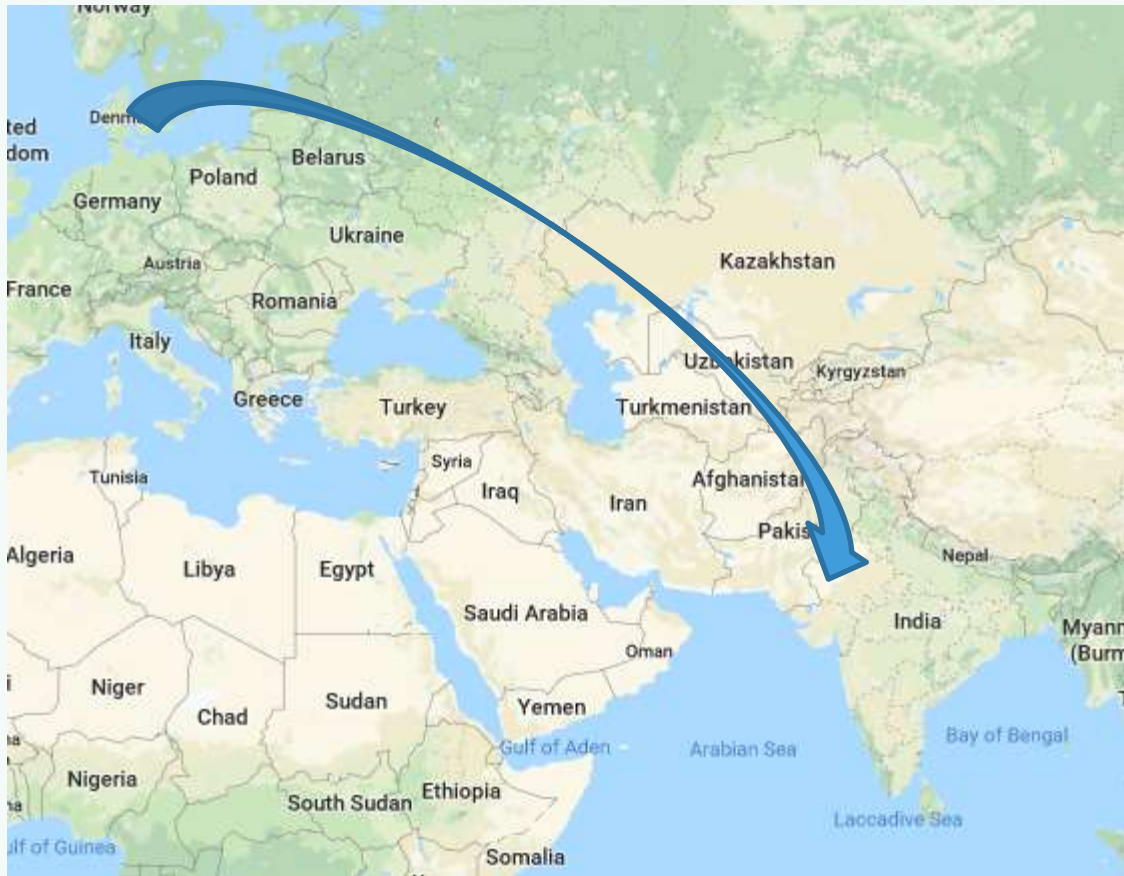 Norway
Denm
ted
dom
Belarus
Poland
Germany
Ukraine
Austria
Kazakhstan
France
Romania
Italy
Uzbekistan
Kyrgyzstan
Greece
Turkey
Turkmenistan
Syria
Tunisia
Afghanistan
Iraq
Iran
Pakis
Algeria
Nepal
Libya
Egypt
Saudi Arabia
India
Myann
(Burm
Oman
i
Niger
Sudan
Yemen
Chad
Gulf of Aden
Arabian Sea
Bay of Bengal
Nigeria
Ethiopia
South Sudan
Laccadive Sea
ulf of Guinea
Somalia